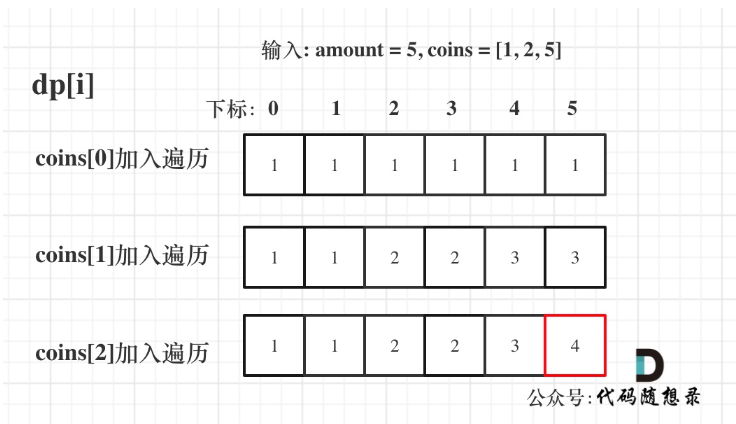 输入: amount = 5, coins = [1, 2, 5]
dp[i]
下标: 0 1 2 3 4 5
coins[0]加入遍历 1 1 1 1 1 1
coins[1]加入遍历 1 1 2 2 3 3
coins[2]加入遍历 1 1 2 2 3 4
公众号:代码随想录